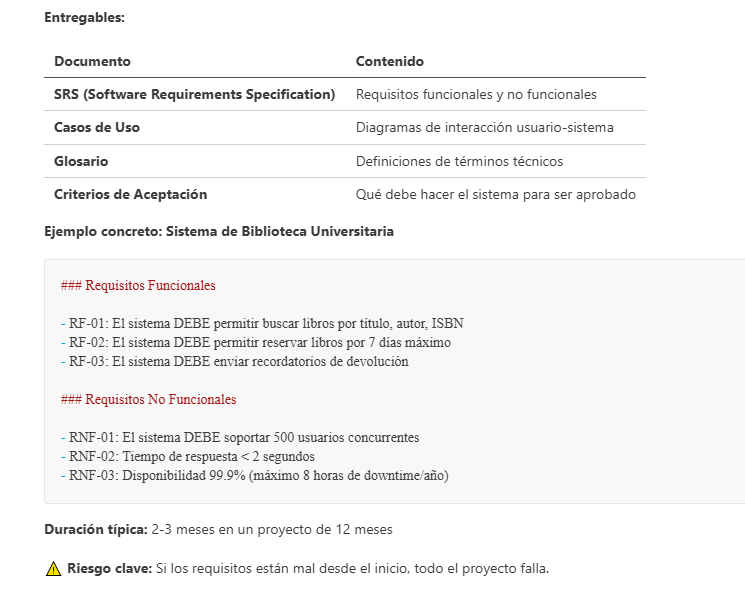 Entregables:
Documento Contenido
SRS (Software Requirements Specification) Requisitos funcionales y no funcionales
Casos de Uso Diagramas de interacción usuario-sistema
Glosario Definiciones de términos técnicos
Criterios de Aceptación Qué debe hacer el sistema para ser aprobado
Ejemplo concreto: Sistema de Biblioteca Universitaria
### Requisitos Funcionales
- RF-01: El sistema DEBE permitir buscar libros por título, autor, ISBN
- RF-02: El sistema DEBE permitir reservar libros por 7 días máximo
- RF-03: El sistema DEBE enviar recordatorios de devolución
### Requisitos No Funcionales
- RNF-01: El sistema DEBE soportar 500 usuarios concurrentes
- RNF-02: Tiempo de respuesta < 2 segundos
- RNF-03: Disponibilidad 99.9% (máximo 8 horas de downtime/año)
Duración típica: 2-3 meses en un proyecto de 12 meses
⚠ Riesgo clave: Si los requisitos están mal desde el inicio, todo el proyecto falla.